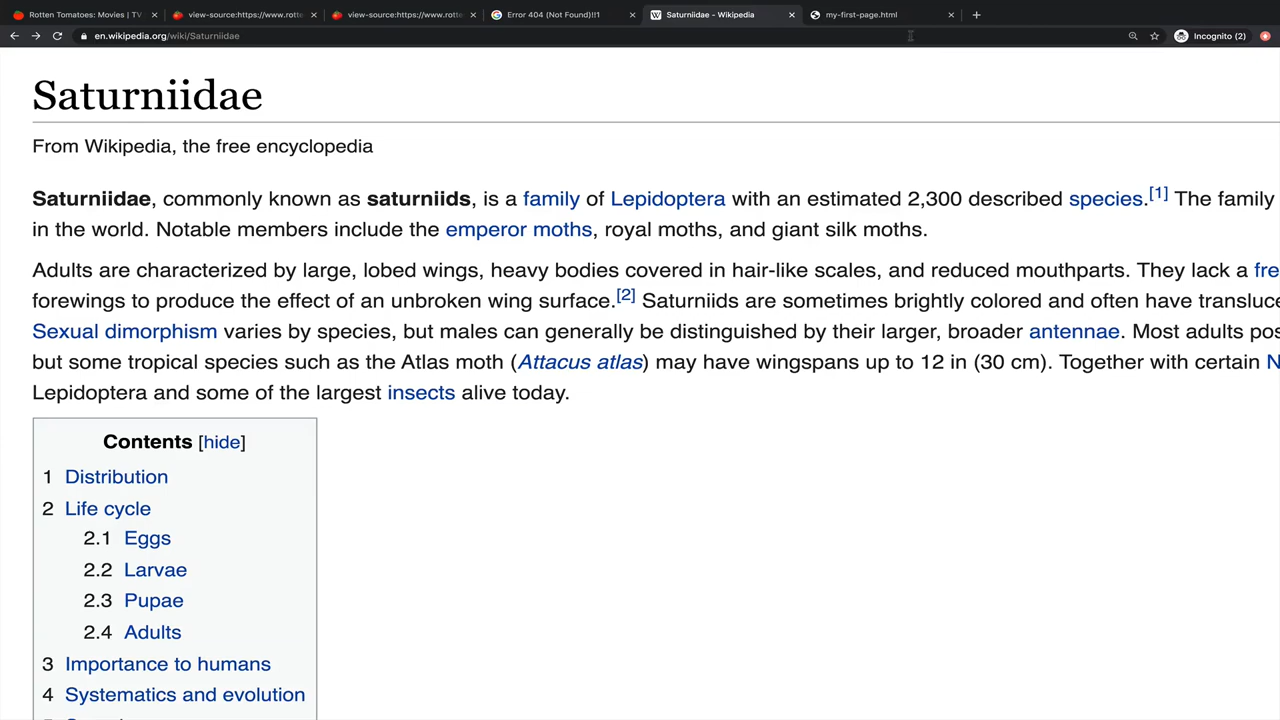 Rotten Tomatoes: Movies | TV
view-source:https://www.rotte
view-source:https://www.rotte
Error 404 (Not Found)!!1
Saturniidae - Wikipedia
my-first-page.html
en.wikipedia.org/wiki/Saturniidae
Incognito (2)
Saturniidae
From Wikipedia, the free encyclopedia
Saturniidae, commonly known as saturniids, is a family of Lepidoptera with an estimated 2,300 described species.[1] The family
in the world. Notable members include the emperor moths, royal moths, and giant silk moths.
Adults are characterized by large, lobed wings, heavy bodies covered in hair-like scales, and reduced mouthparts. They lack a fre
forewings to produce the effect of an unbroken wing surface.[2] Saturniids are sometimes brightly colored and often have transluce
Sexual dimorphism varies by species, but males can generally be distinguished by their larger, broader antennae. Most adults pos
but some tropical species such as the Atlas moth (Attacus atlas) may have wingspans up to 12 in (30 cm). Together with certain N
Lepidoptera and some of the largest insects alive today.
Contents [hide]
1 Distribution
2 Life cycle
2.1 Eggs
2.2 Larvae
2.3 Pupae
2.4 Adults
3 Importance to humans
4 Systematics and evolution